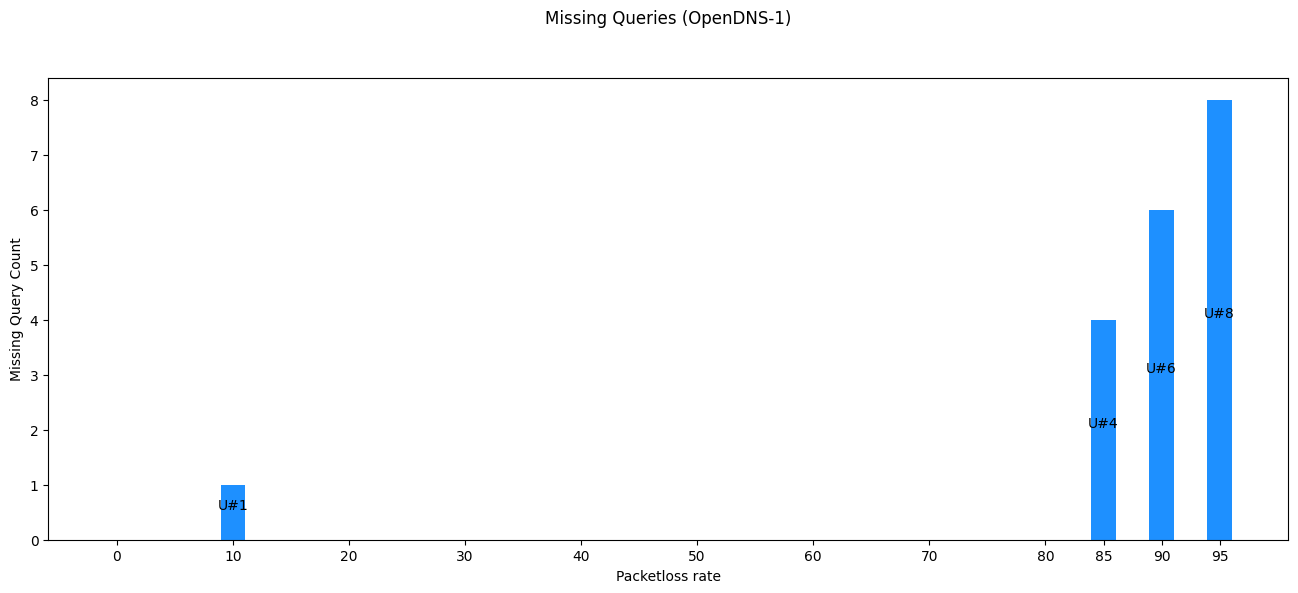 Missing Queries (OpenDNS-1)
Missing Query Count
8
7
6
5
4
3
2
1
0
U#1
U#4
U#6
U#8
0 10 20 30 40 50 60 70 80 85 90 95
Packetloss rate